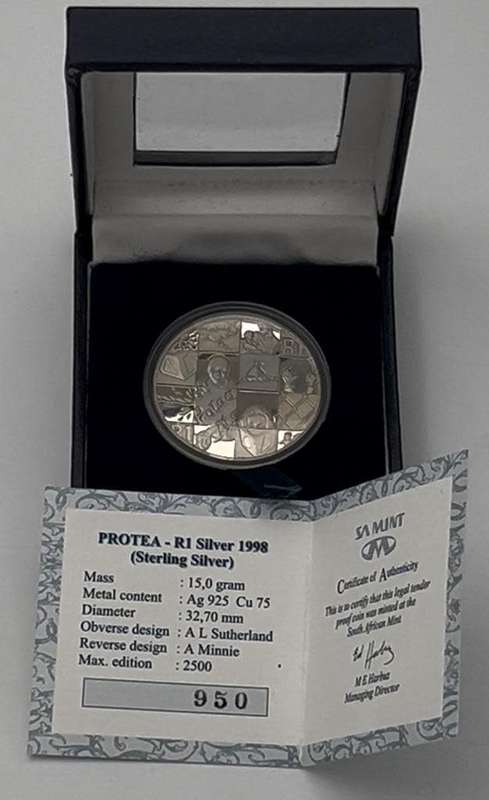 PROTEA - R1 Silver 1998
(Sterling Silver)
Mass : 15,0 gram
Metal content : Ag 925 Cu 75
Diameter : 32,70 mm
Obverse design : A L Sutherland
Reverse design : A Minnie
Max. edition : 2500
950
SA MINT
Certificate of Authenticity
This is to certify that this legal tender
proof coin was minted at the
South African Mint.
M E Harbuz
Managing Director